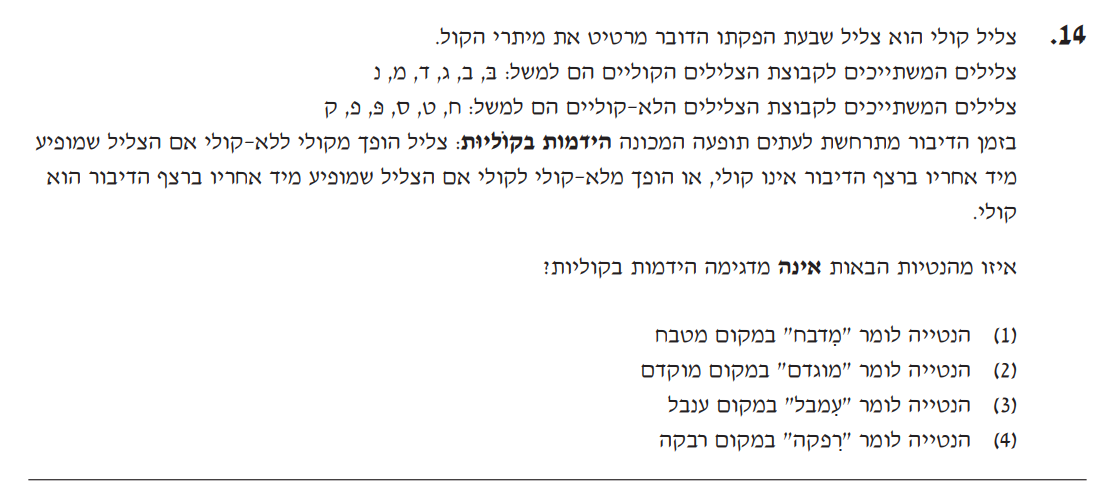 14. צליל קולי הוא צליל שבעת הפקתו הדובר מרטיט את מיתרי הקול.
צלילים המשתייכים לקבוצת הצלילים הקוליים הם למשל: בּ, ב, ג, ד, מ, נ
צלילים המשתייכים לקבוצת הצלילים הלא-קוליים הם למשל: ח, ט, ס, פּ, פ, ק
בזמן הדיבור מתרחשת לעתים תופעה המכונה הידמות בקוֹליוּת: צליל הופך מקולי ללא-קולי אם הצליל שמופיע
מיד אחריו ברצף הדיבור אינו קולי, או הופך מלא-קולי לקולי אם הצליל שמופיע מיד אחריו ברצף הדיבור הוא
קולי.
איזו מהנטיות הבאות אינה מדגימה הידמות בקוליות?
(1) הנטייה לומר "מִדבח" במקום מטבח
(2) הנטייה לומר "מוגדם" במקום מוקדם
(3) הנטייה לומר "עִמבל" במקום ענבל
(4) הנטייה לומר "רִפקה" במקום רבקה